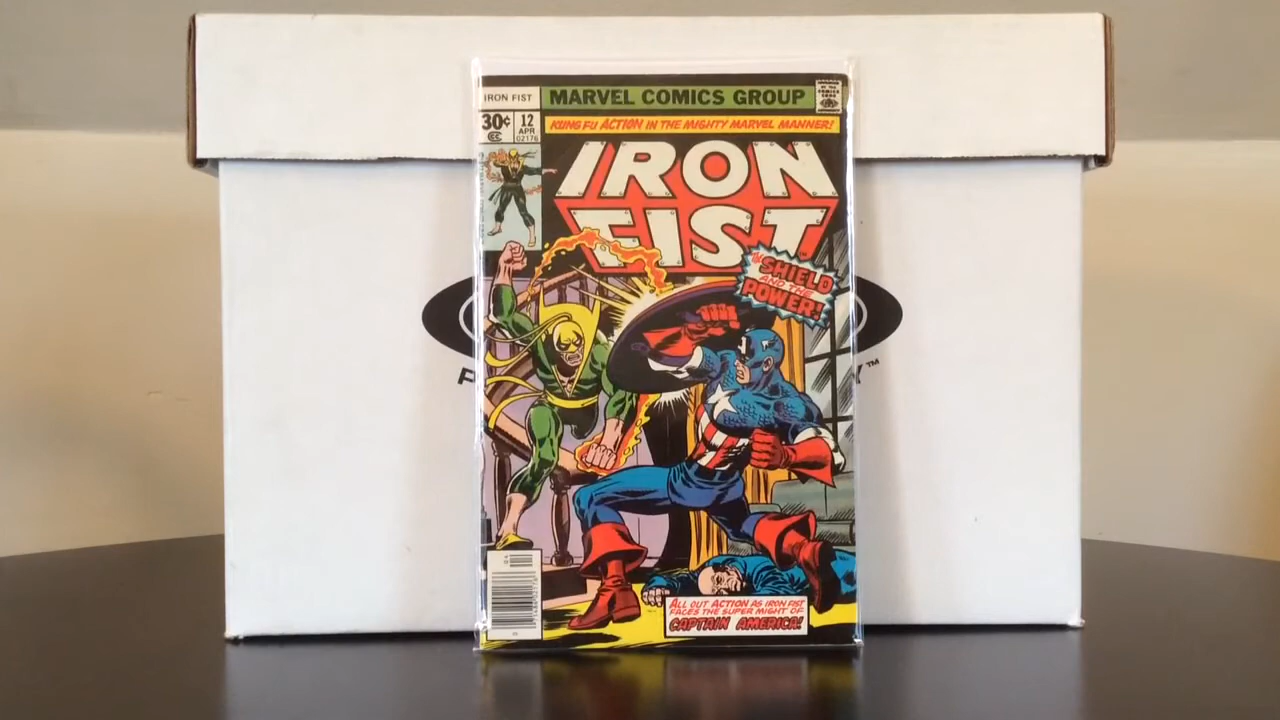 IRON FIST
MARVEL COMICS GROUP
30¢
12
APR
02176
KUNG FU ACTION IN THE MIGHTY MARVEL MANNER!
IRON
FIST
THE SHIELD
AND THE
POWER!
ALL OUT ACTION AS IRON FIST
FACES THE SUPER MIGHT OF
CAPTAIN AMERICA!